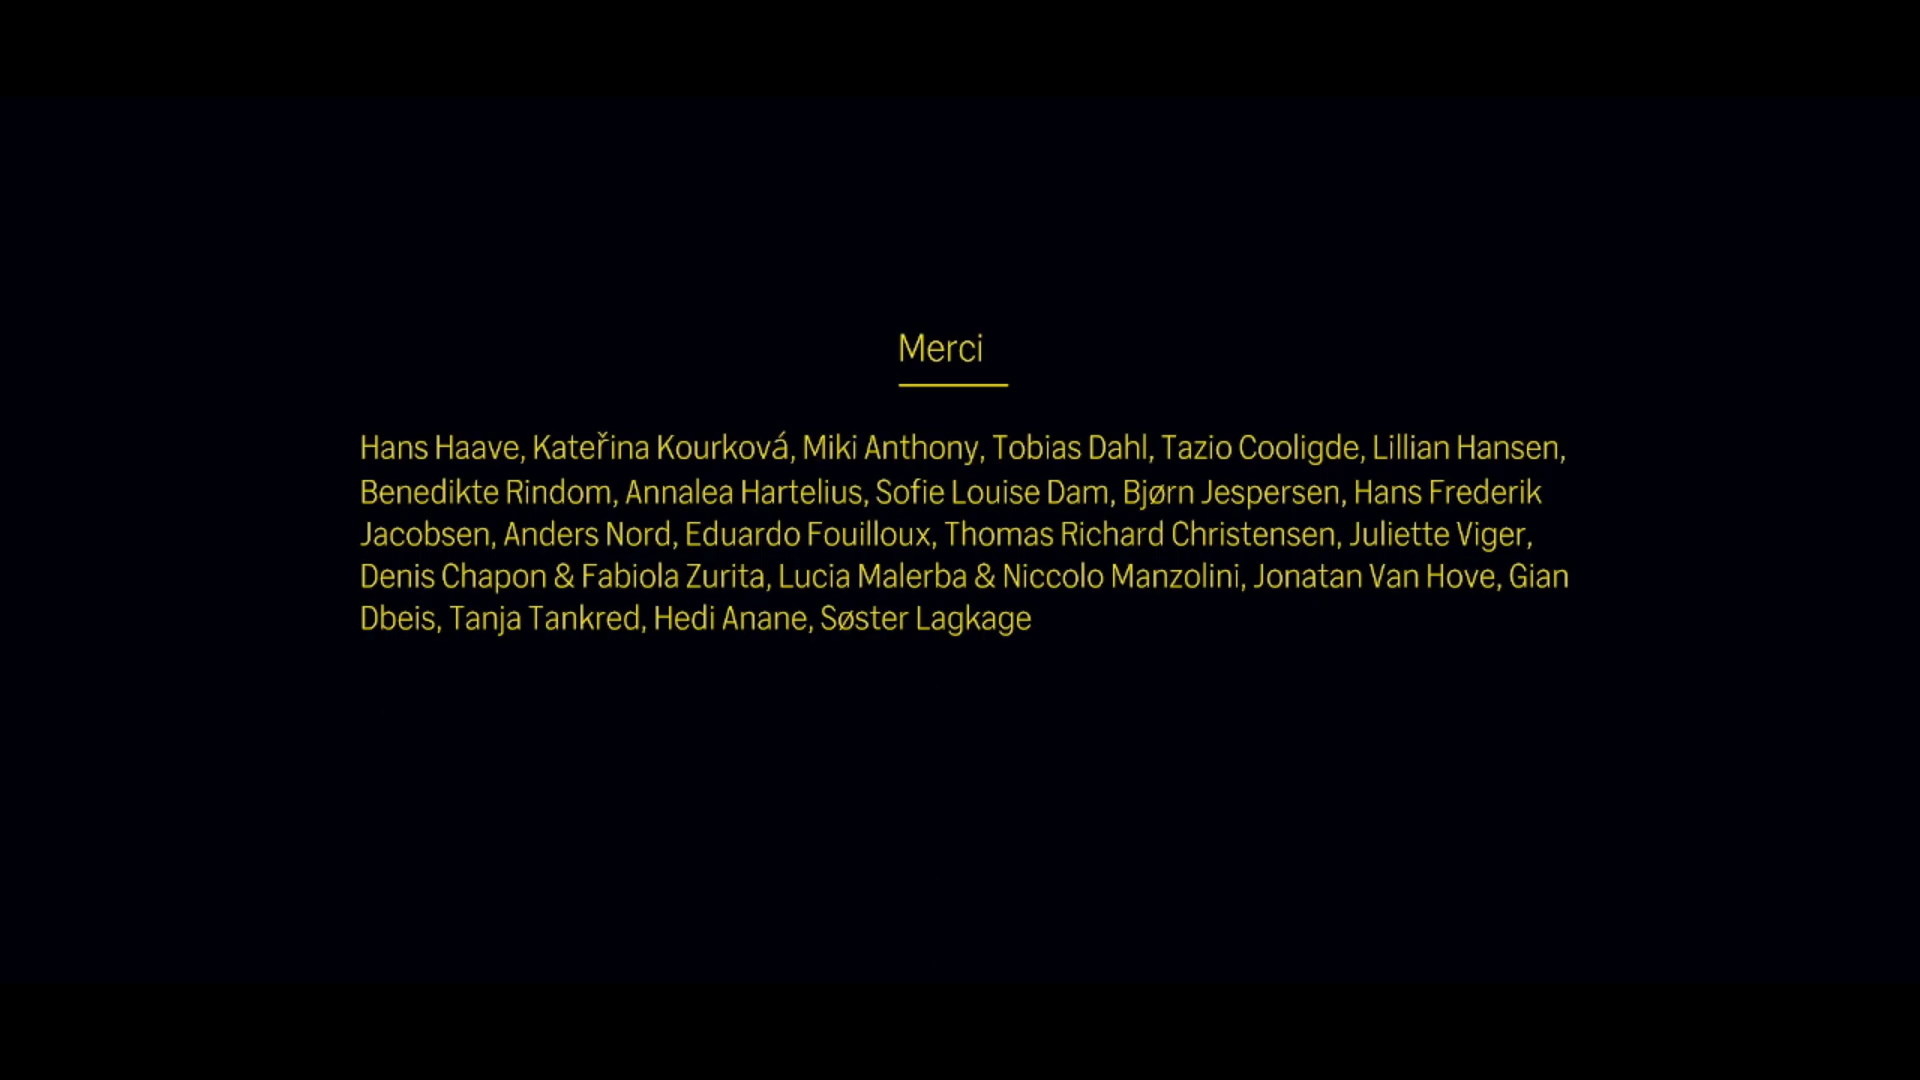 Merci
Hans Haave, Kateřina Kourková, Miki Anthony, Tobias Dahl, Tazio Cooligde, Lillian Hansen,
Benedikte Rindom, Annalea Hartelius, Sofie Louise Dam, Bjørn Jespersen, Hans Frederik
Jacobsen, Anders Nord, Eduardo Fouilloux, Thomas Richard Christensen, Juliette Viger,
Denis Chapon & Fabiola Zurita, Lucia Malerba & Niccolo Manzolini, Jonatan Van Hove, Gian
Dbeis, Tanja Tankred, Hedi Anane, Søster Lagkage